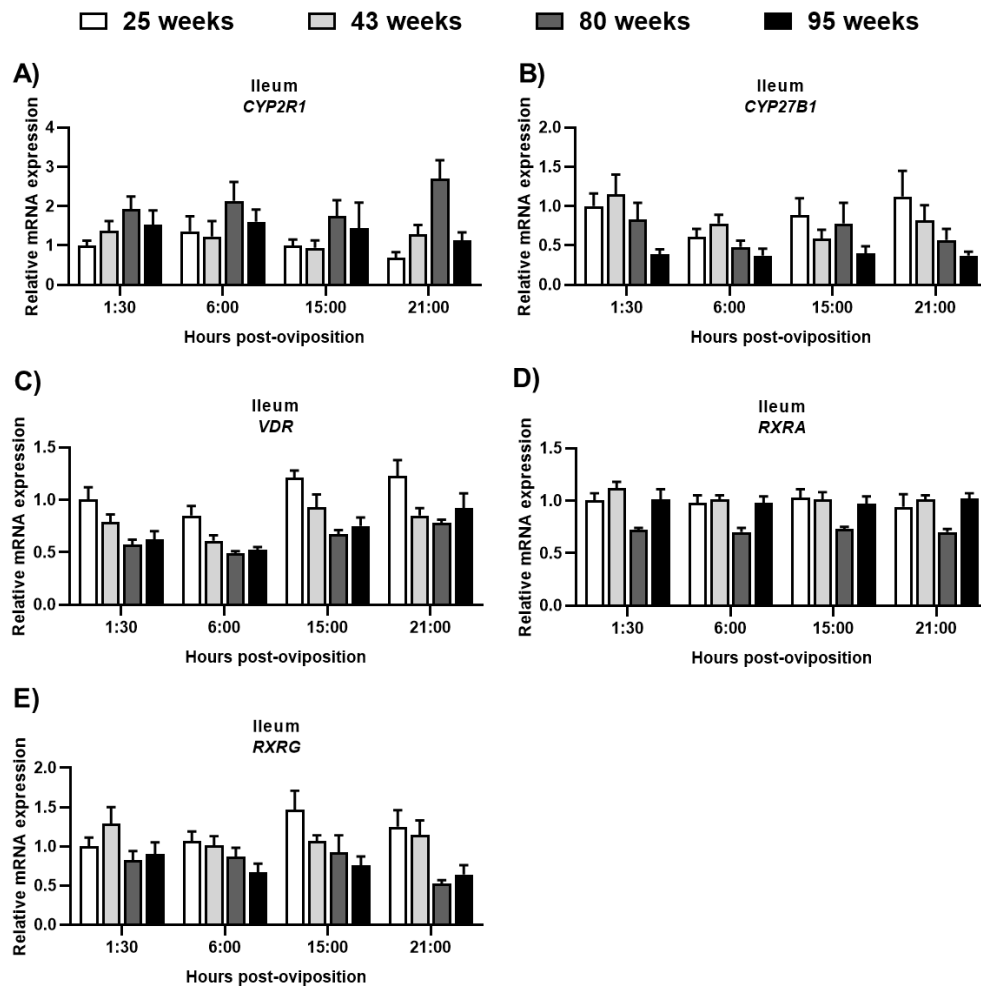 25 weeks 43 weeks 80 weeks 95 weeks
A)
Ileum
CYP2R1
Relative mRNA expression
4
3
2
1
0
1:30 6:00 15:00 21:00
Hours post-oviposition
B)
Ileum
CYP27B1
Relative mRNA expression
2.0
1.5
1.0
0.5
0.0
1:30 6:00 15:00 21:00
Hours post-oviposition
C)
Ileum
VDR
Relative mRNA expression
1.5
1.0
0.5
0.0
1:30 6:00 15:00 21:00
Hours post-oviposition
D)
Ileum
RXRA
Relative mRNA expression
1.5
1.0
0.5
0.0
1:30 6:00 15:00 21:00
Hours post-oviposition
E)
Ileum
RXRG
Relative mRNA expression
2.0
1.5
1.0
0.5
0.0
1:30 6:00 15:00 21:00
Hours post-oviposition